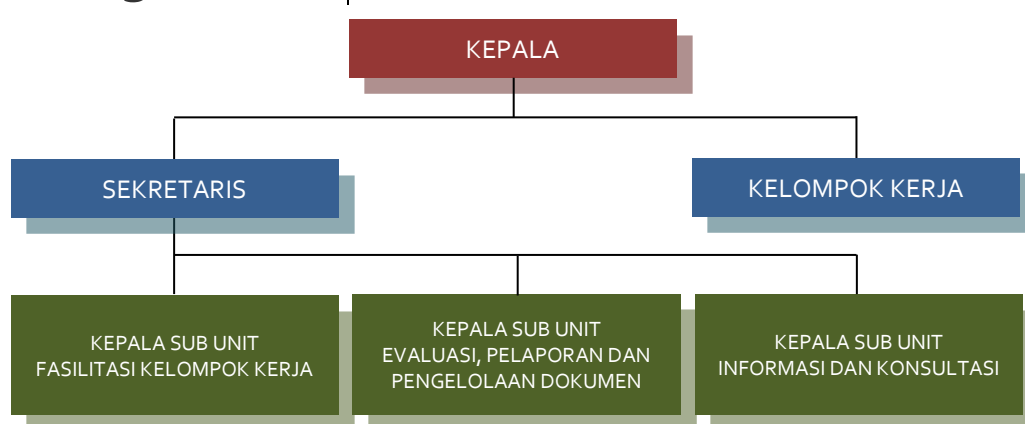 KEPALA
SEKRETARIS
KELOMPOK KERJA
KEPALA SUB UNIT
FASILITASI KELOMPOK KERJA
KEPALA SUB UNIT
EVALUASI, PELAPORAN DAN
PENGELOLAAN DOKUMEN
KEPALA SUB UNIT
INFORMASI DAN KONSULTASI